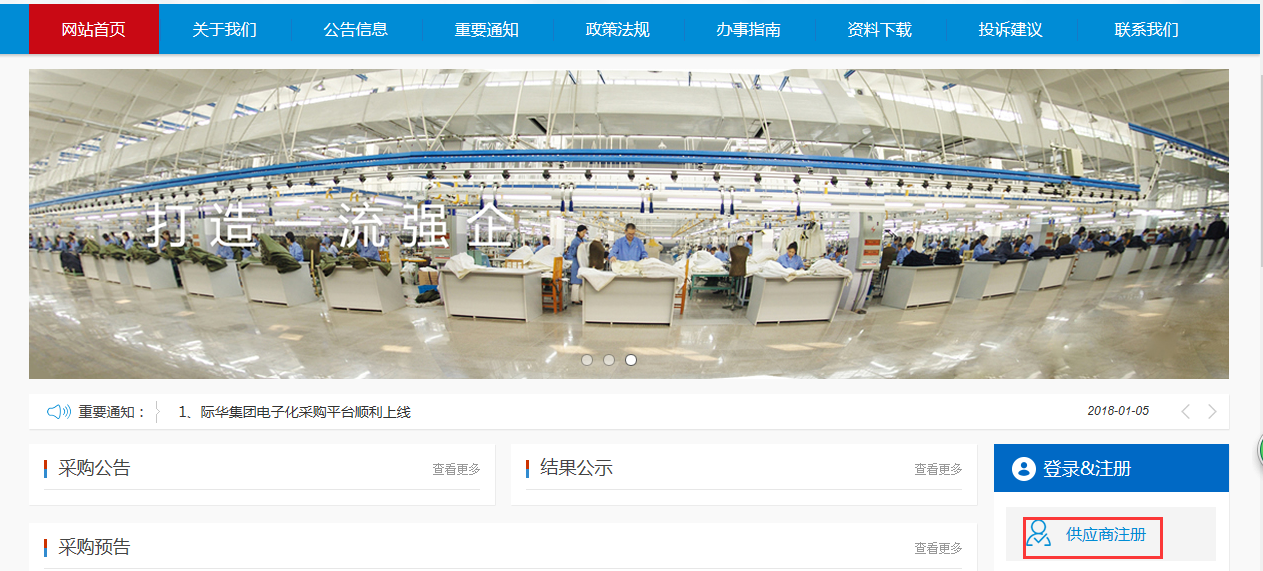 网站首页 关于我们 公告信息 重要通知 政策法规 办事指南 资料下载 投诉建议 联系我们
打造一流强企
重要通知： 1、际华集团电子化采购平台顺利上线 2018-01-05
采购公告 查看更多
结果公示 查看更多
登录&注册
供应商注册
采购预告 查看更多